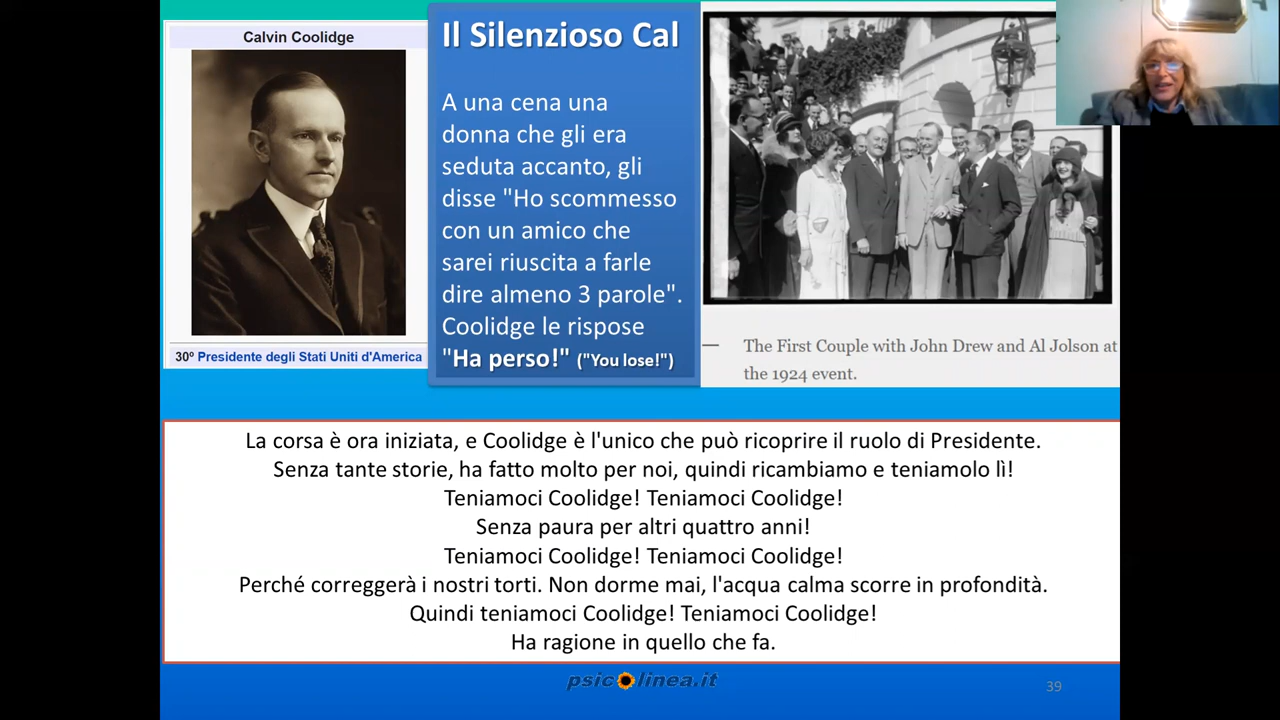 Calvin Coolidge
30º Presidente degli Stati Uniti d'America
Il Silenzioso Cal
A una cena una
donna che gli era
seduta accanto, gli
disse "Ho scommesso
con un amico che
sarei riuscita a farle
dire almeno 3 parole".
Coolidge le rispose
"Ha perso!" ("You lose!")
The First Couple with John Drew and Al Jolson at
the 1924 event.
La corsa è ora iniziata, e Coolidge è l'unico che può ricoprire il ruolo di Presidente.
Senza tante storie, ha fatto molto per noi, quindi ricambiamo e teniamolo lì!
Teniamoci Coolidge! Teniamoci Coolidge!
Senza paura per altri quattro anni!
Teniamoci Coolidge! Teniamoci Coolidge!
Perché correggerà i nostri torti. Non dorme mai, l'acqua calma scorre in profondità.
Quindi teniamoci Coolidge! Teniamoci Coolidge!
Ha ragione in quello che fa.
psicolinea.it
39